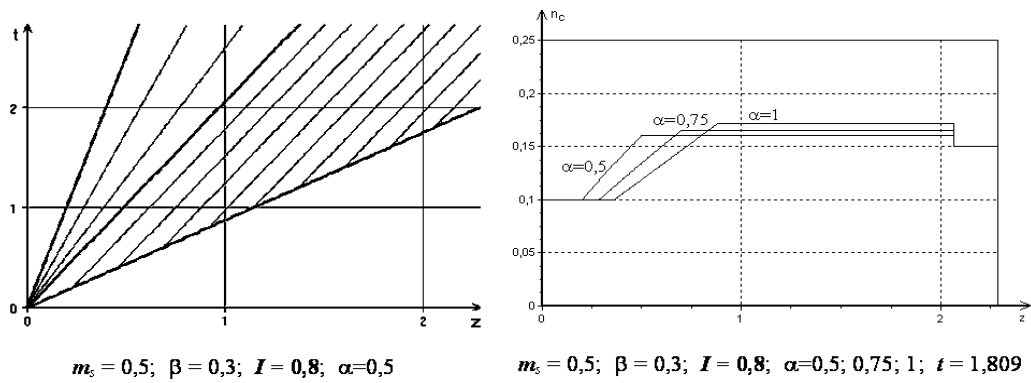 t
2
1
0
0
1
2
z
mₛ = 0,5; β = 0,3; I = 0,8; α=0,5
n_c
0,25
0,2
0,15
0,1
0,05
0
0
1
2
z
α=0,75
α=1
α=0,5
mₛ = 0,5; β = 0,3; I = 0,8; α=0,5; 0,75; 1; t = 1,809